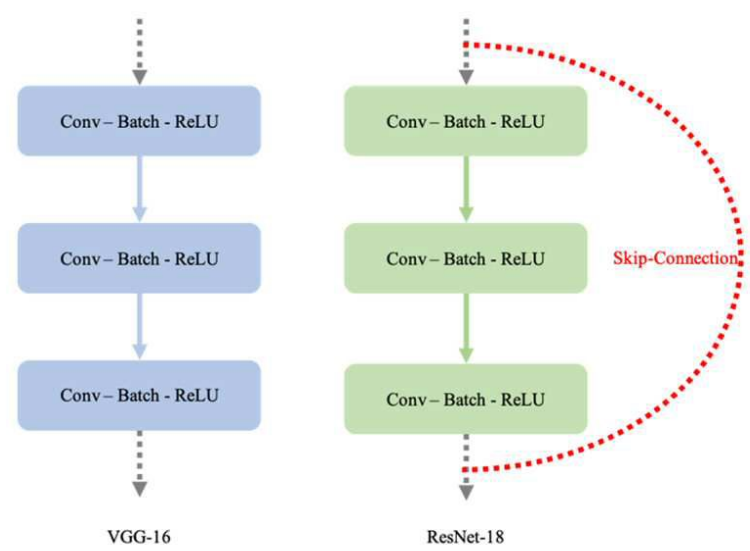 Conv – Batch - ReLU
Conv – Batch - ReLU
Conv – Batch - ReLU
VGG-16
Conv – Batch - ReLU
Conv – Batch - ReLU
Conv – Batch - ReLU
Skip-Connection
ResNet-18